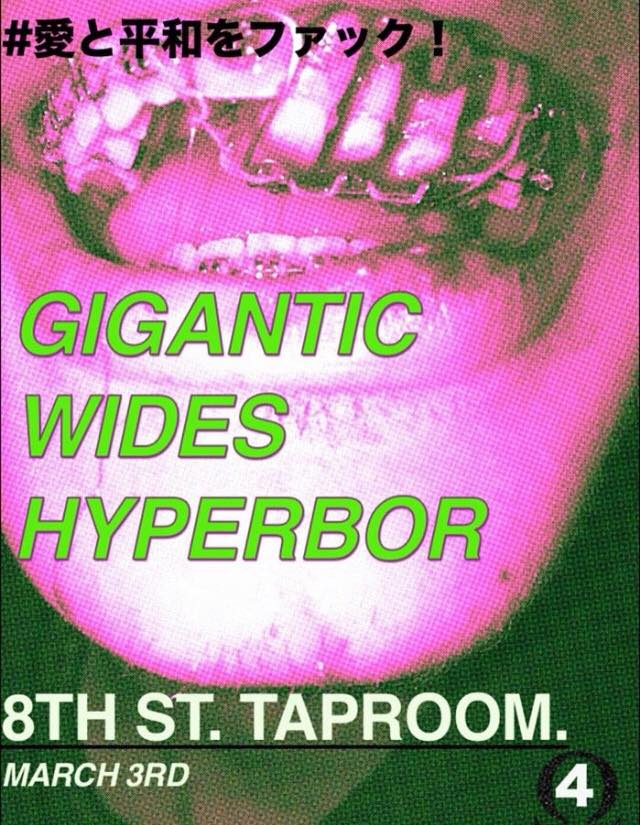 #愛と平和をファック！
GIGANTIC
WIDES
HYPERBOR
8TH ST. TAPROOM.
MARCH 3RD
4